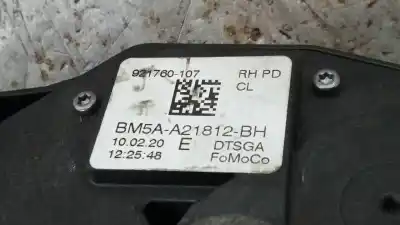 921760-107 RH PD
CL
BM5A-A21812-BH
10.02.20 E DTSGA
12:25:48 FoMoCo